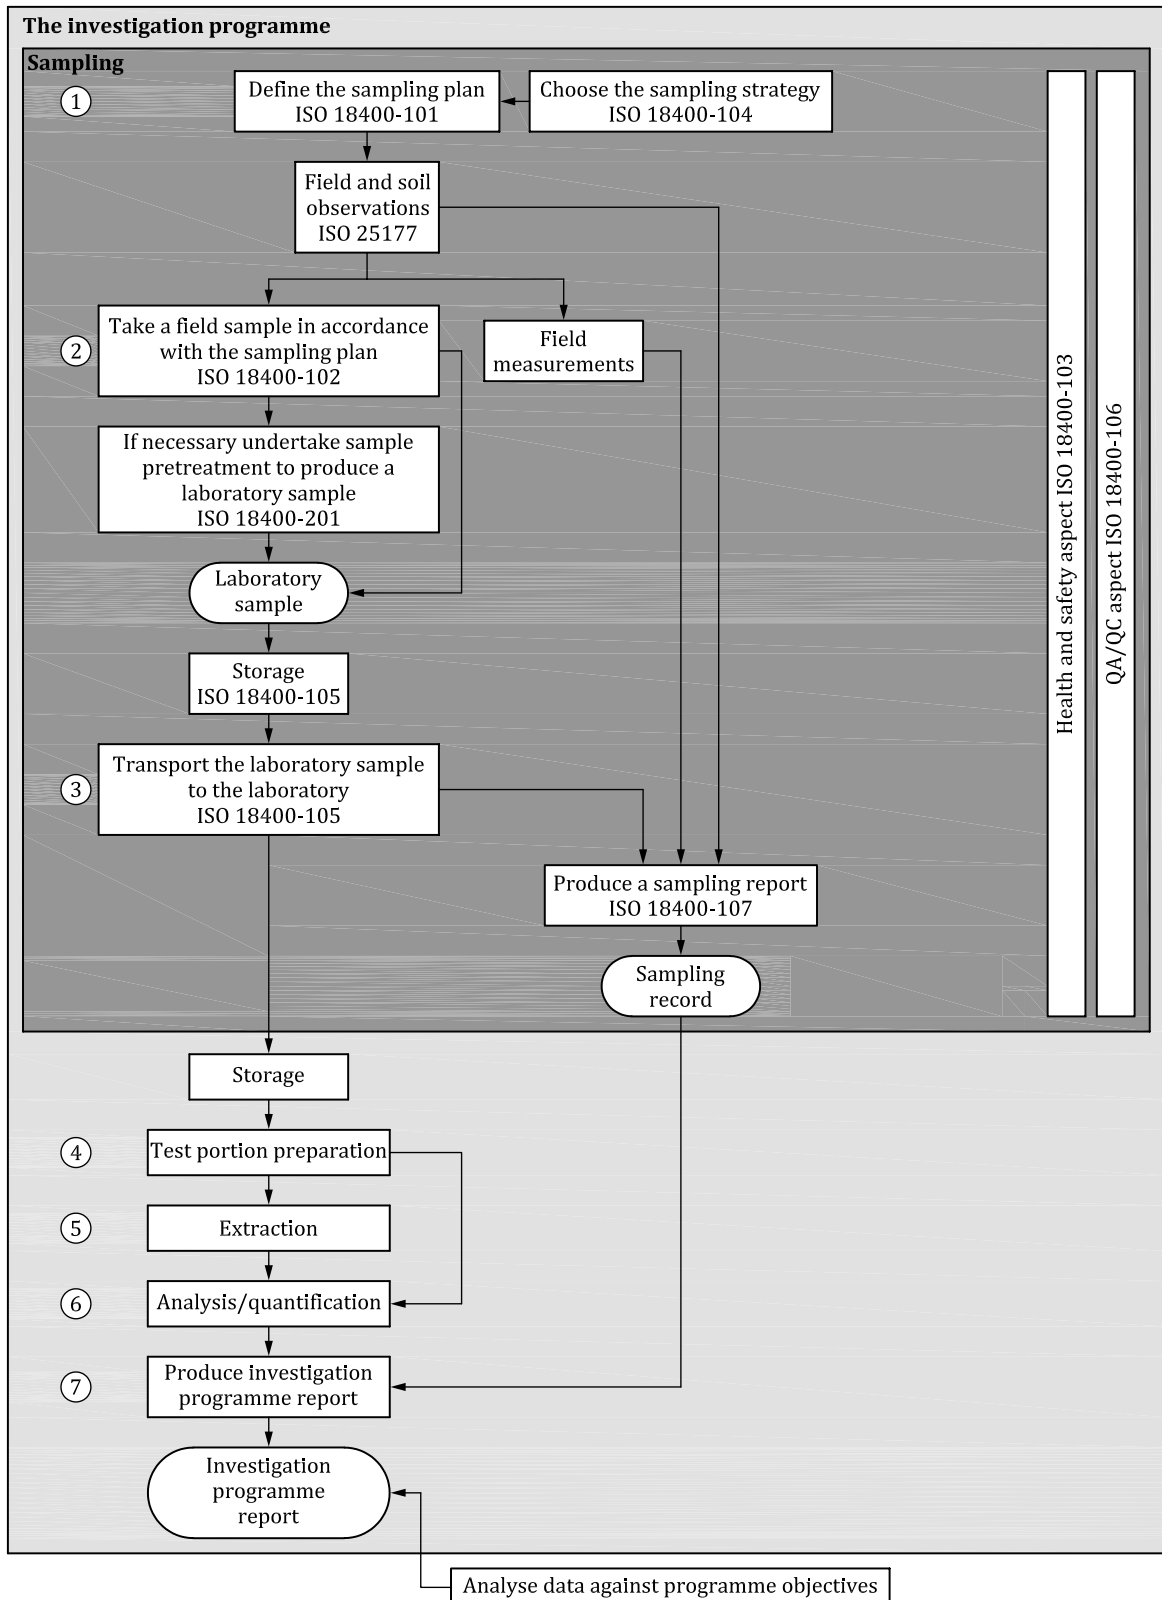 The investigation programme
Sampling
1
Define the sampling plan
ISO 18400-101
Choose the sampling strategy
ISO 18400-104
Field and soil
observations
ISO 25177
2
Take a field sample in accordance
with the sampling plan
ISO 18400-102
Field
measurements
If necessary undertake sample
pretreatment to produce a
laboratory sample
ISO 18400-201
Laboratory
sample
Storage
ISO 18400-105
3
Transport the laboratory sample
to the laboratory
ISO 18400-105
Produce a sampling report
ISO 18400-107
Sampling
record
Health and safety aspect ISO 18400-103
QA/QC aspect ISO 18400-106
Storage
4
Test portion preparation
5
Extraction
6
Analysis/quantification
7
Produce investigation
programme report
Investigation
programme
report
Analyse data against programme objectives